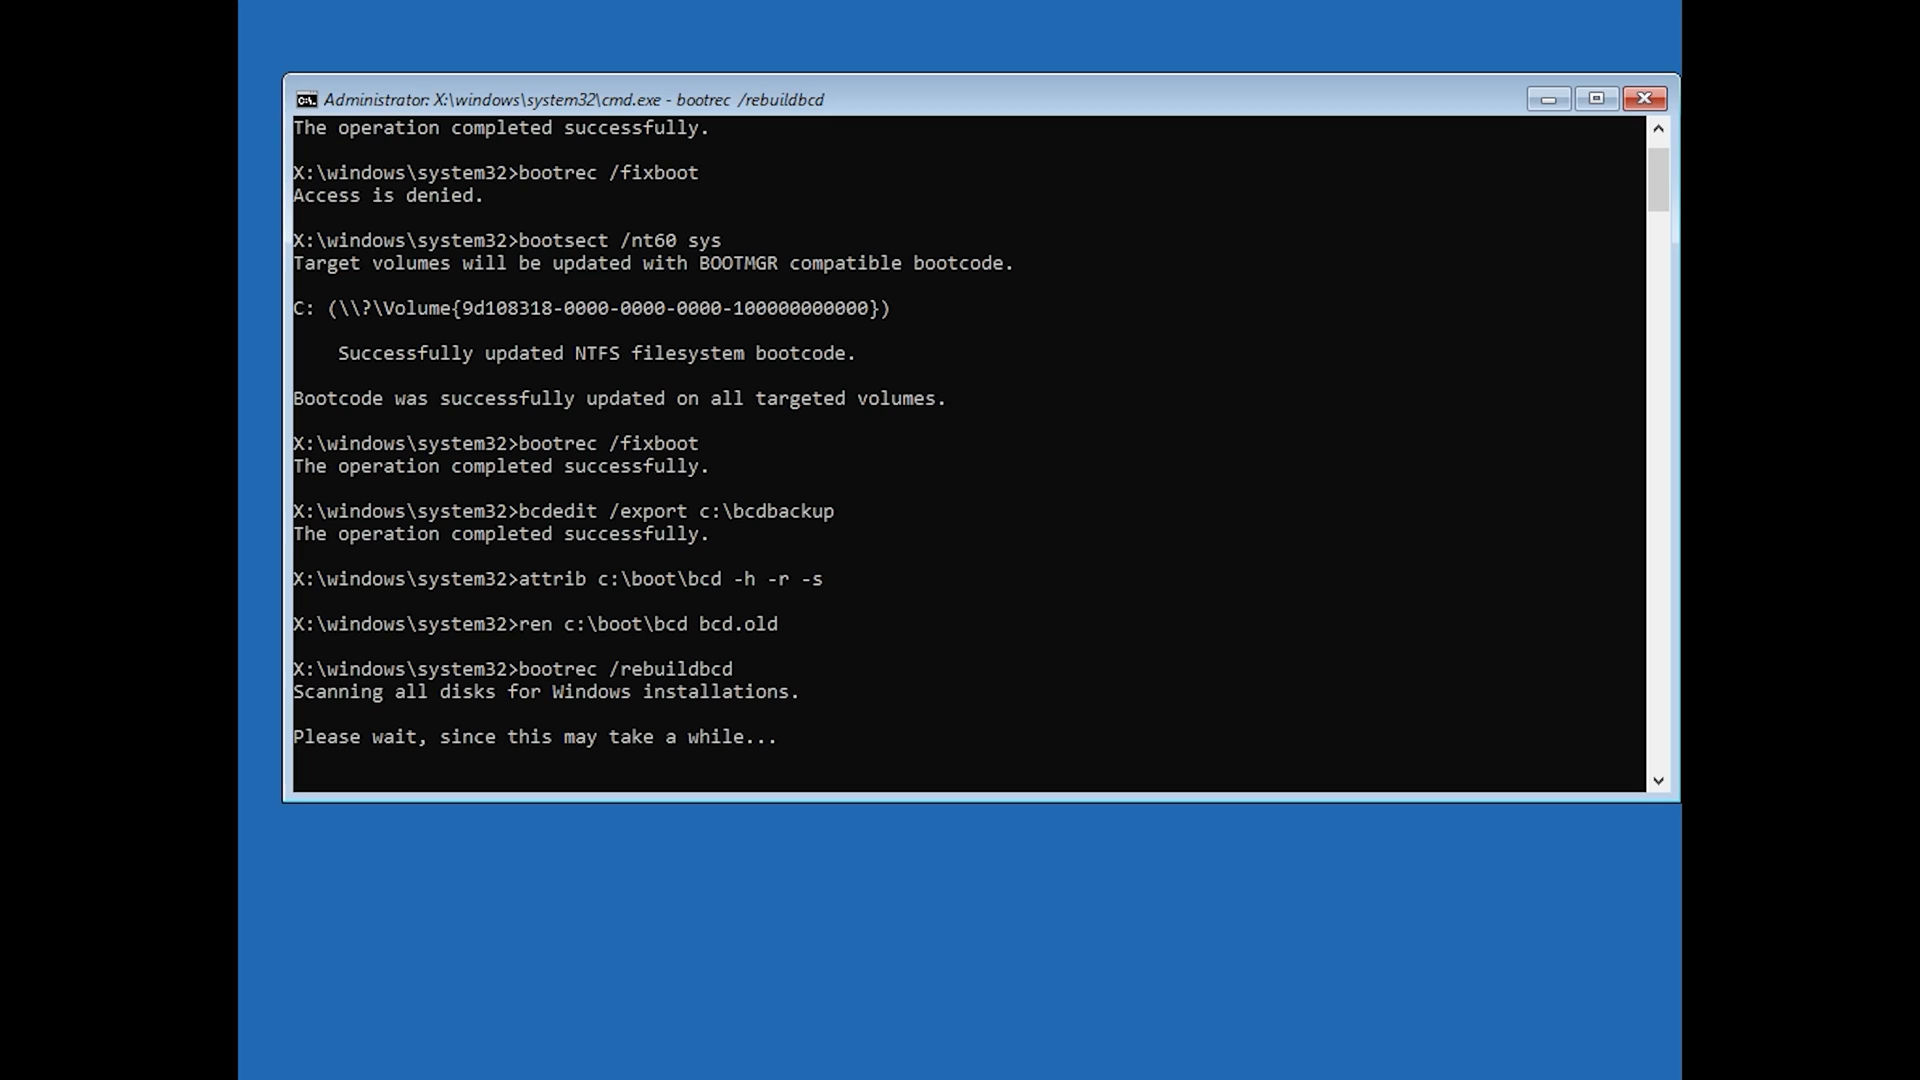 Administrator: X:\windows\system32\cmd.exe - bootrec /rebuildbcd
The operation completed successfully.
X:\windows\system32>bootrec /fixboot
Access is denied.
X:\windows\system32>bootsect /nt60 sys
Target volumes will be updated with BOOTMGR compatible bootcode.
C: (\\?\Volume{9d108318-0000-0000-0000-100000000000})
Successfully updated NTFS filesystem bootcode.
Bootcode was successfully updated on all targeted volumes.
X:\windows\system32>bootrec /fixboot
The operation completed successfully.
X:\windows\system32>bcdedit /export c:\bcdbackup
The operation completed successfully.
X:\windows\system32>attrib c:\boot\bcd -h -r -s
X:\windows\system32>ren c:\boot\bcd bcd.old
X:\windows\system32>bootrec /rebuildbcd
Scanning all disks for Windows installations.
Please wait, since this may take a while...